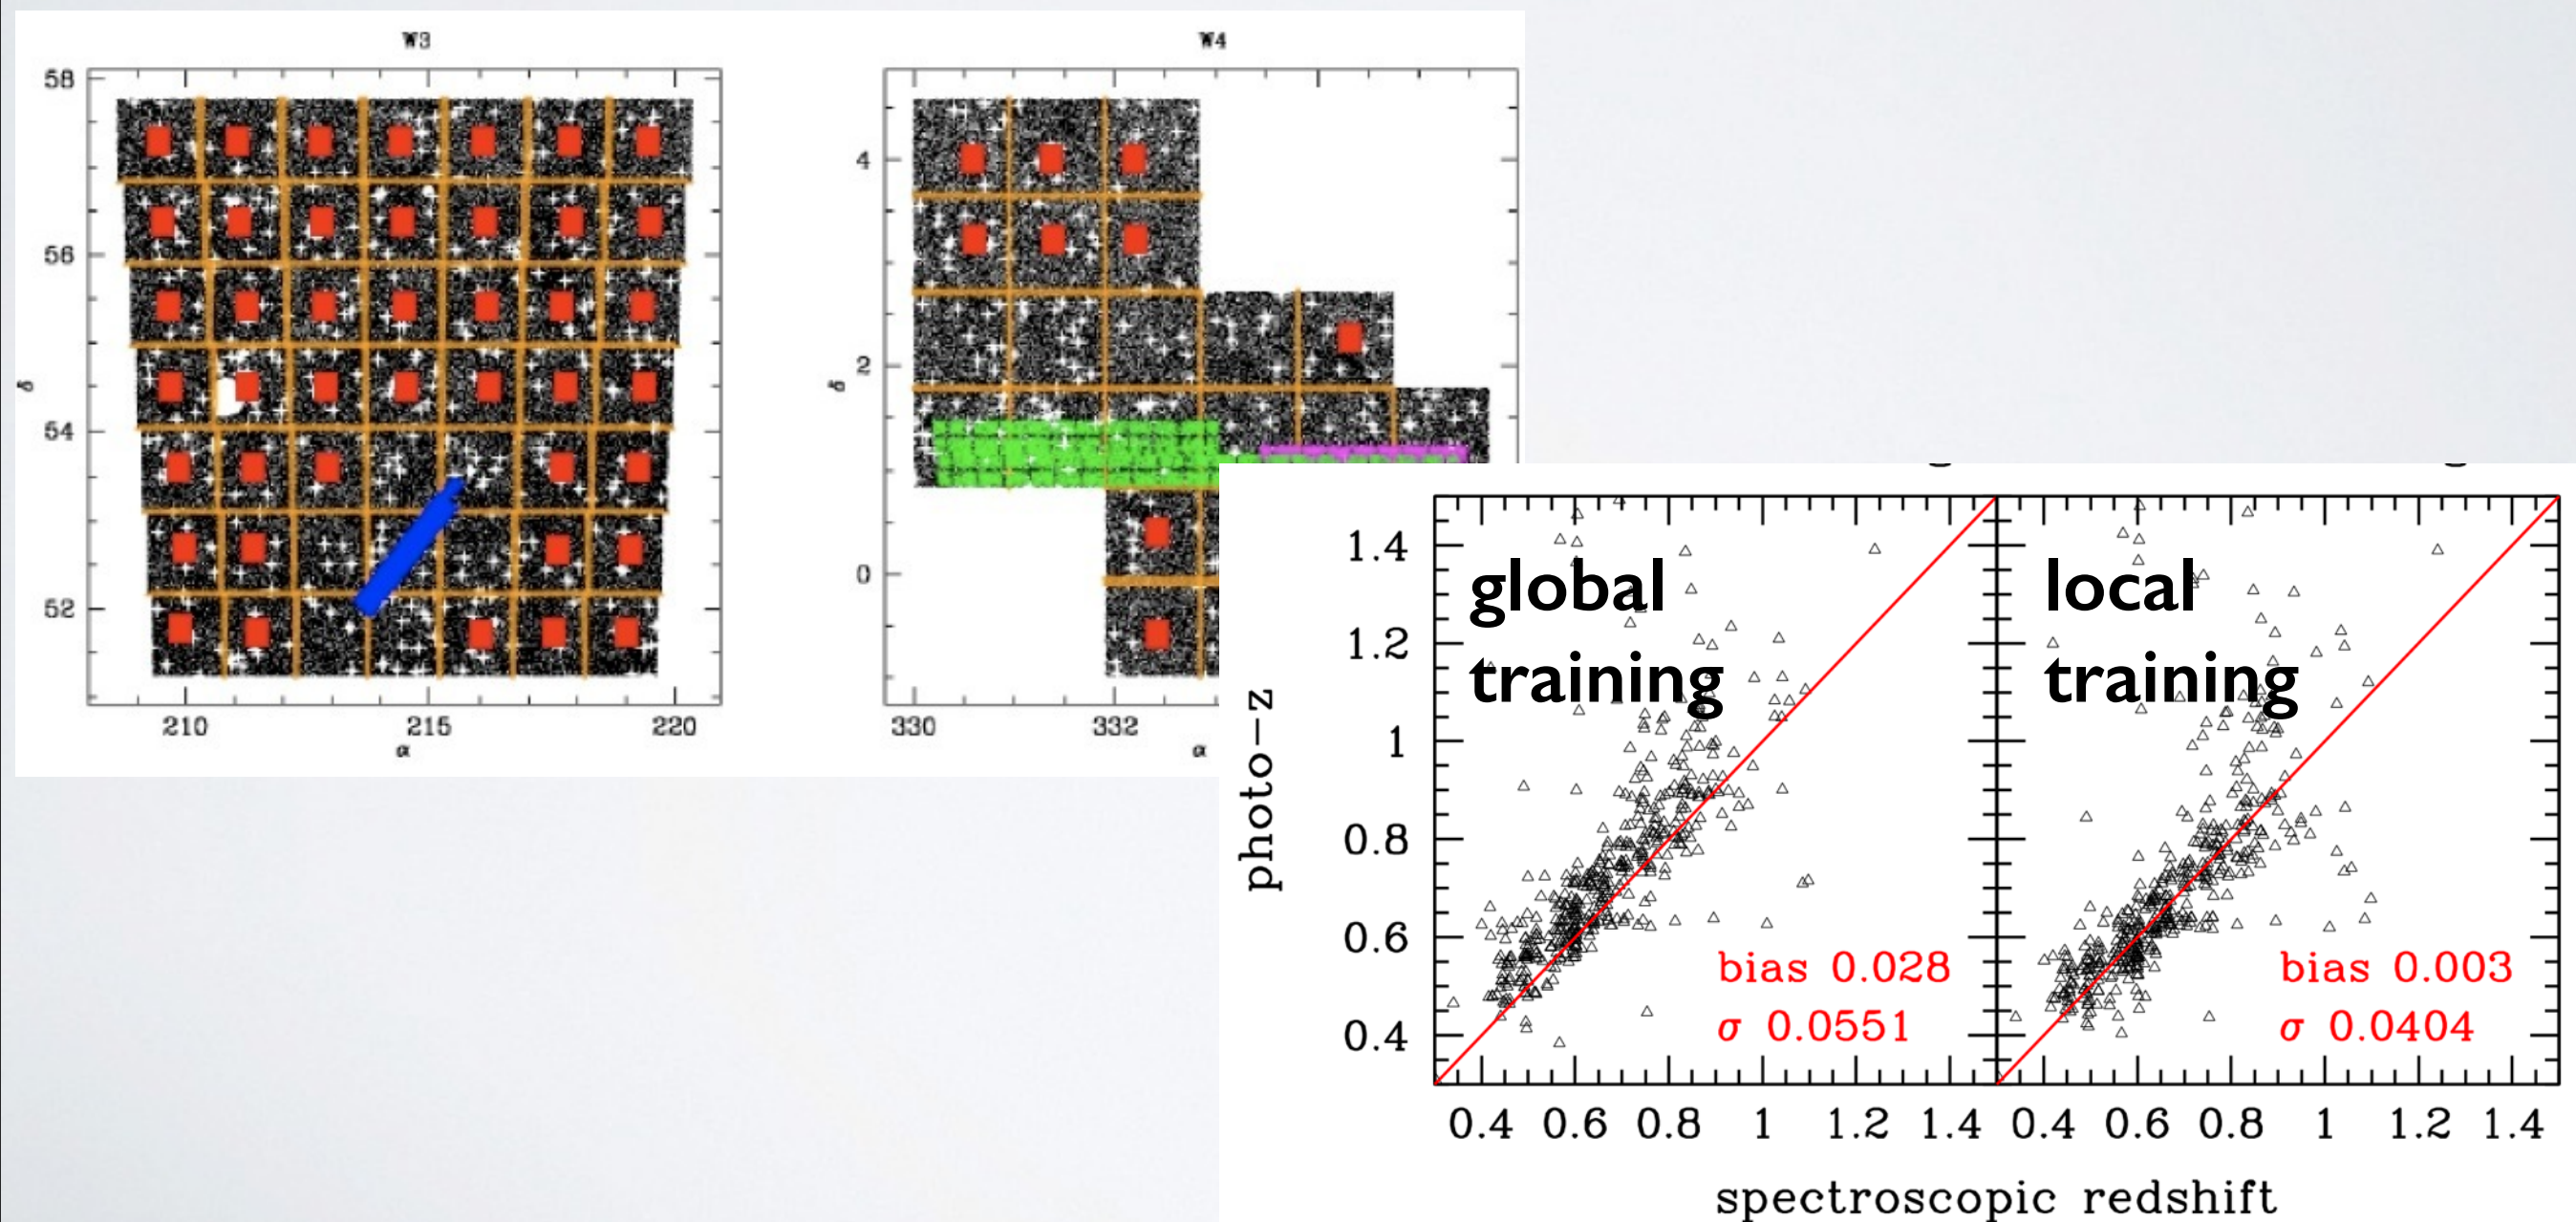 W3
58
56
54
52
δ
210
215
220
α
W4
4
2
0
δ
330
332
α
global
training
local
training
1.4
1.2
1
0.8
0.6
0.4
photo-z
bias 0.028
σ 0.0551
bias 0.003
σ 0.0404
0.4 0.6 0.8 1 1.2 1.4 0.4 0.6 0.8 1 1.2 1.4
spectroscopic redshift